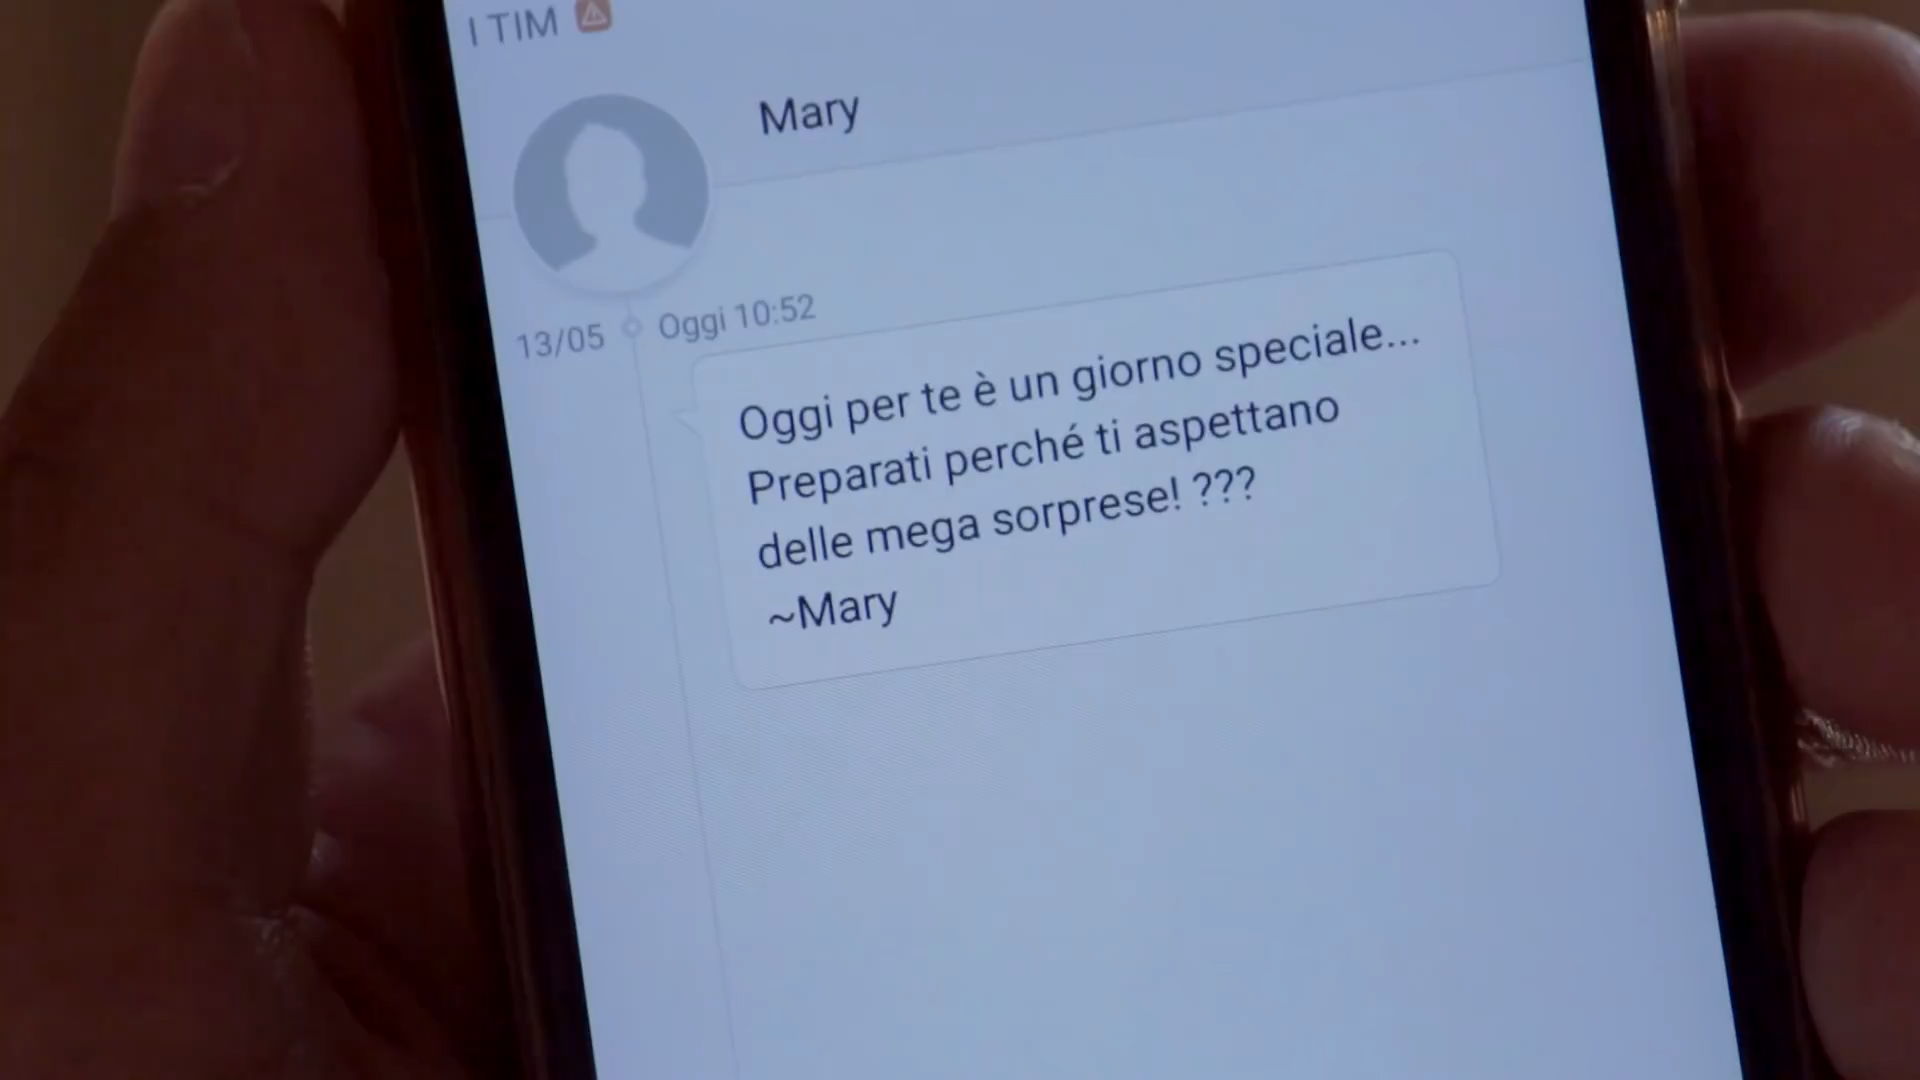 I TIM
Mary
13/05 Oggi 10:52
Oggi per te è un giorno speciale...
Preparati perché ti aspettano
delle mega sorprese! ???
~Mary